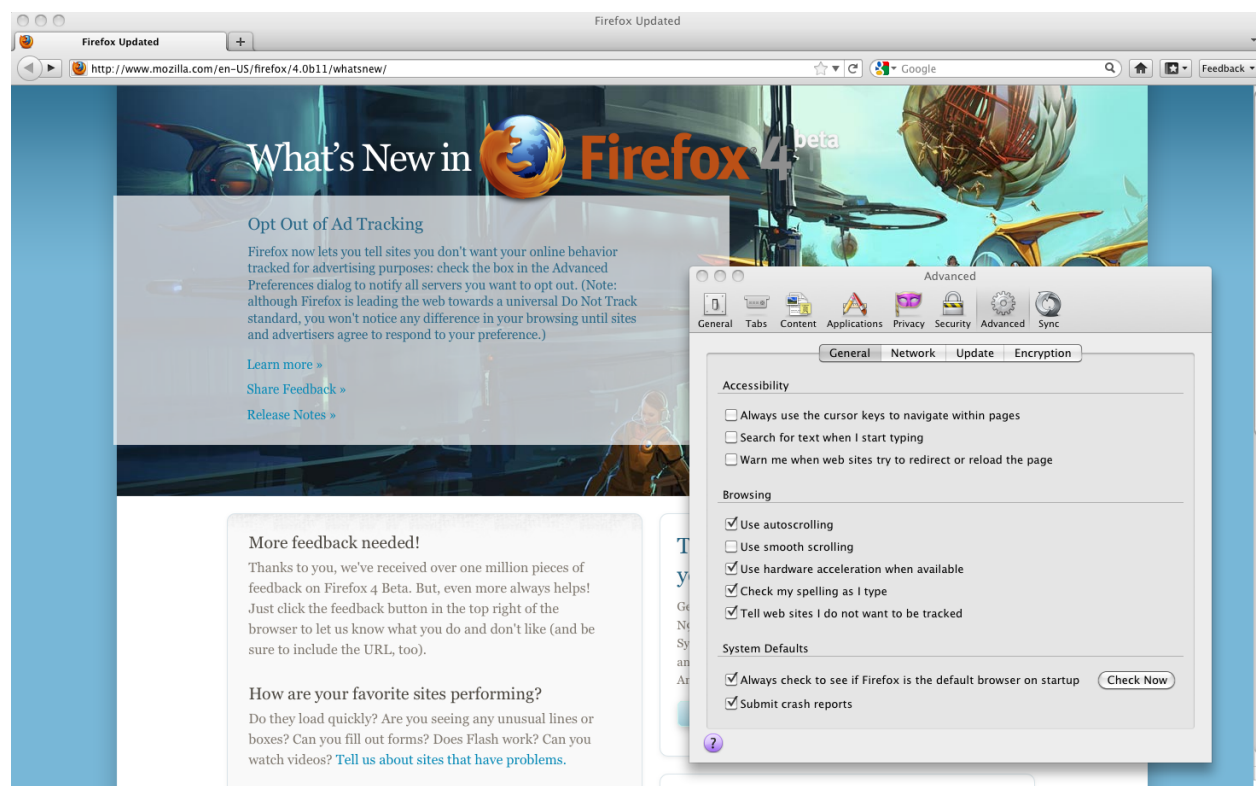 Firefox Updated
Firefox Updated
+
http://www.mozilla.com/en-US/firefox/4.0b11/whatsnew/
Google
Feedback
What's New in Firefox 4 beta
Opt Out of Ad Tracking
Firefox now lets you tell sites you don't want your online behavior
tracked for advertising purposes: check the box in the Advanced
Preferences dialog to notify all servers you want to opt out. (Note:
although Firefox is leading the web towards a universal Do Not Track
standard, you won't notice any difference in your browsing until sites
and advertisers agree to respond to your preference.)
Learn more »
Share Feedback »
Release Notes »
More feedback needed!
Thanks to you, we've received over one million pieces of
feedback on Firefox 4 Beta. But, even more always helps!
Just click the feedback button in the top right of the
browser to let us know what you do and don't like (and be
sure to include the URL, too).
How are your favorite sites performing?
Do they load quickly? Are you seeing any unusual lines or
boxes? Can you fill out forms? Does Flash work? Can you
watch videos? Tell us about sites that have problems.
Advanced
General Tabs Content Applications Privacy Security Advanced Sync
General Network Update Encryption
Accessibility
Always use the cursor keys to navigate within pages
Search for text when I start typing
Warn me when web sites try to redirect or reload the page
Browsing
Use autoscrolling
Use smooth scrolling
Use hardware acceleration when available
Check my spelling as I type
Tell web sites I do not want to be tracked
System Defaults
Always check to see if Firefox is the default browser on startup Check Now
Submit crash reports
?